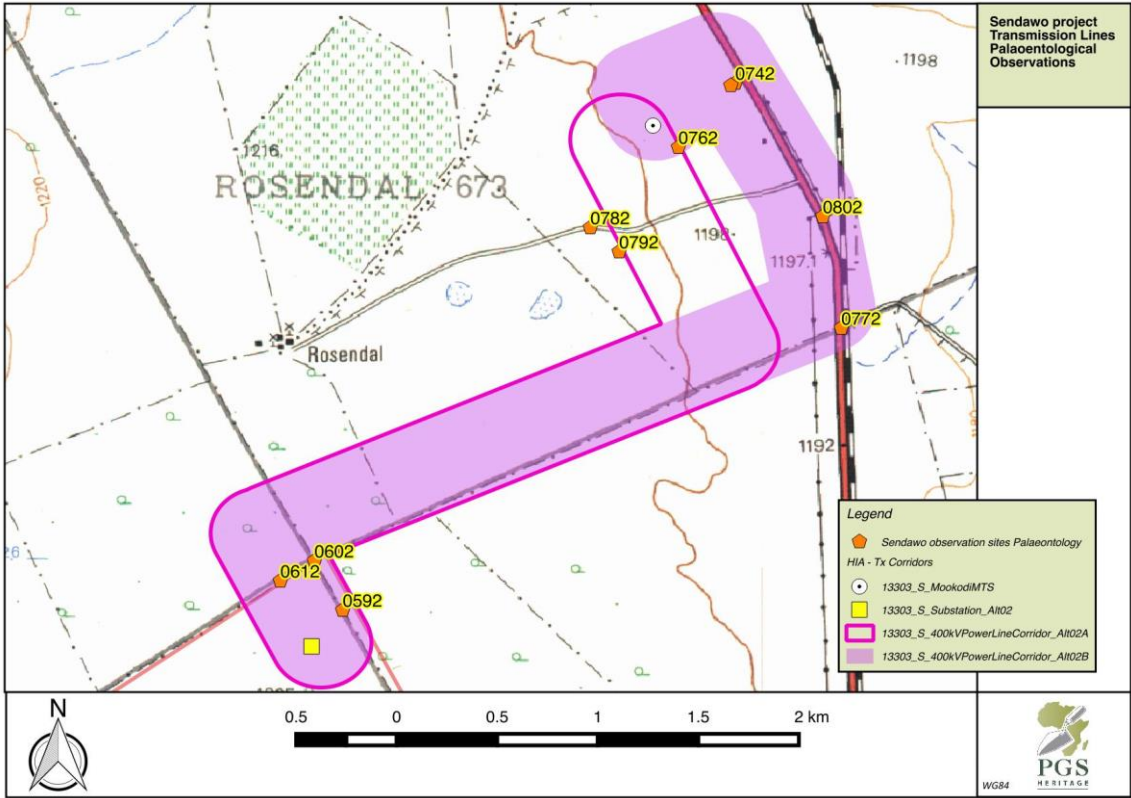 Sendawo project
Transmission Lines
Palaoentological
Observations
0742
1198
0762
1216
ROSENDAL 673
1220
0782
0802
0792
1198
1197.1
0772
Rosendal
1192
0602
0612
0592
Legend
Sendawo observation sites Palaeontology
HIA - Tx Corridors
13303_S_MookodiMTS
13303_S_Substation_Alt02
13303_S_400kVPowerLineCorridor_Alt02A
13303_S_400kVPowerLineCorridor_Alt02B
N
0.5 0 0.5 1 1.5 2 km
PGS
HERITAGE
WG84